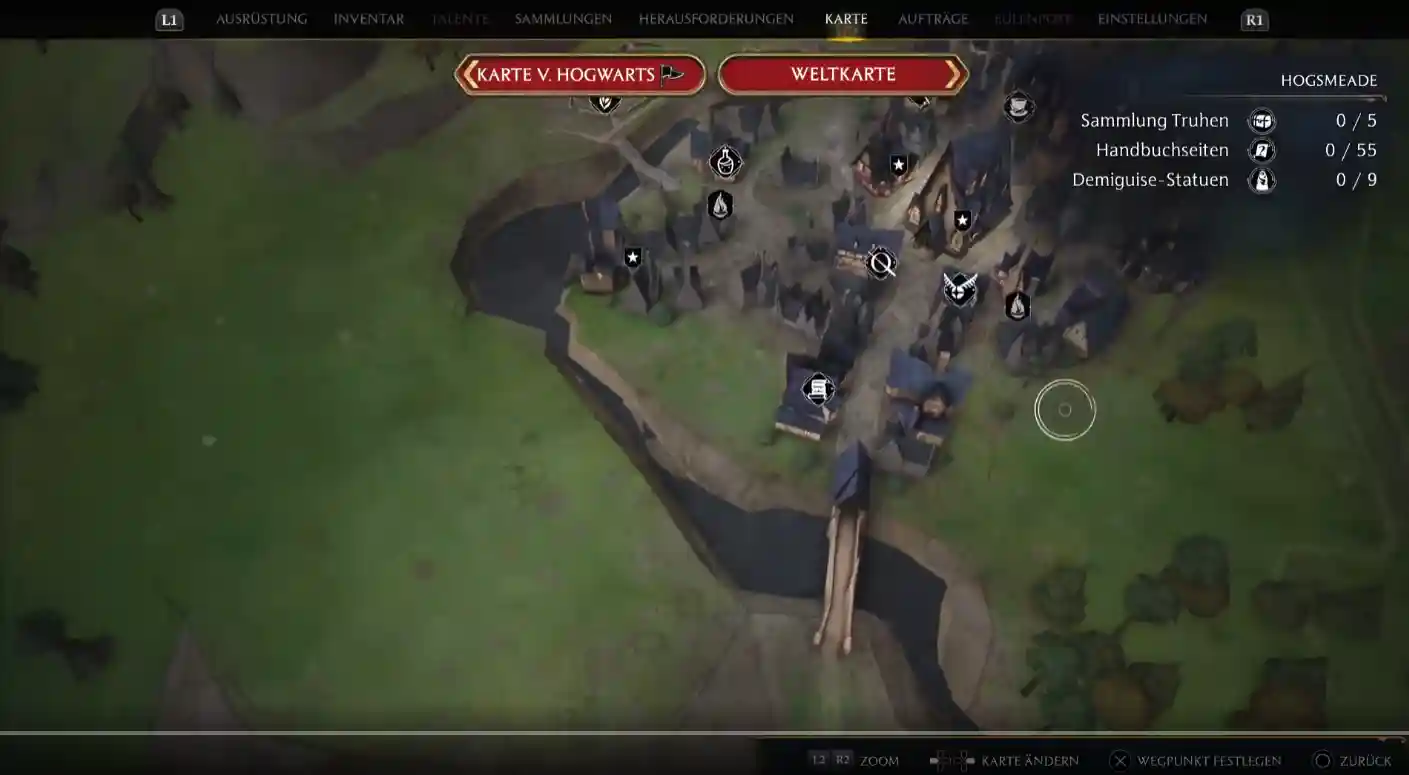 L1 AUSRÜSTUNG INVENTAR TALENTE SAMMLUNGEN HERAUSFORDERUNGEN KARTE AUFTRÄGE EULENPOST EINSTELLUNGEN R1
KARTE V. HOGWARTS WELTKARTE
HOGSMEADE
Sammlung Truhen 0 / 5
Handbuchseiten 0 / 55
Demiguise-Statuen 0 / 9
L2 R2 ZOOM KARTE ÄNDERN WEGPUNKT FESTLEGEN ZURÜCK